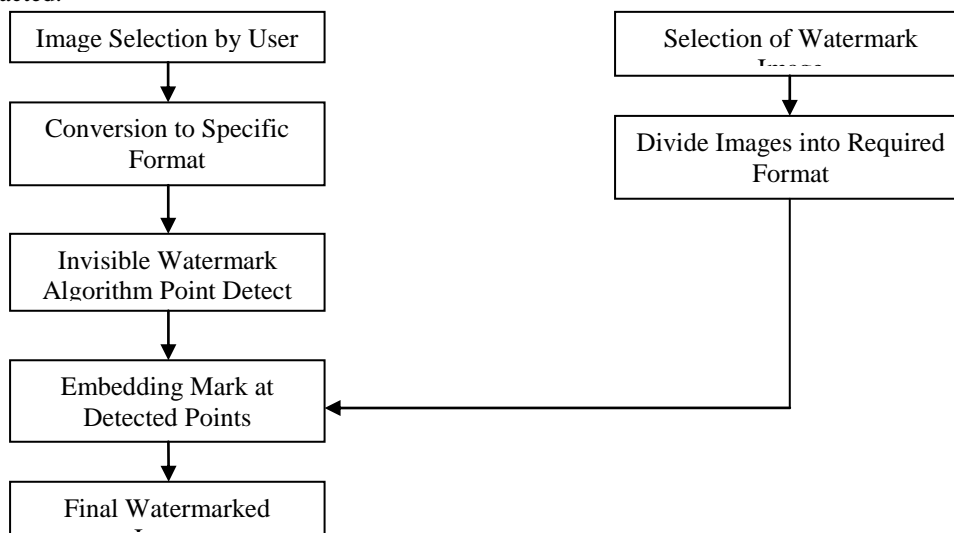 Image Selection by User
Conversion to Specific
Format
Invisible Watermark
Algorithm Point Detect
Embedding Mark at
Detected Points
Final Watermarked
Selection of Watermark
Divide Images into Required
Format